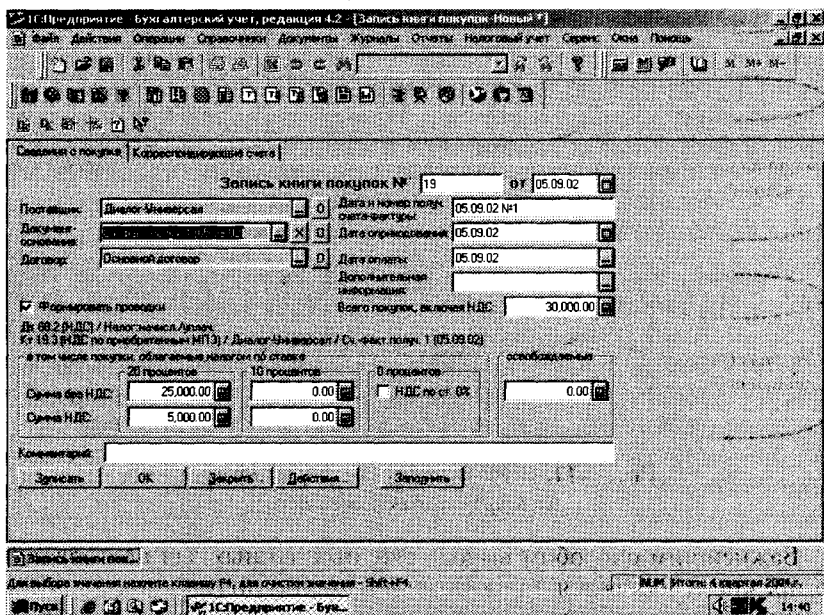 1С:Предприятие - Бухгалтерский учет, редакция 4.2 - [Запись книги покупок-Новый *]
Файл Действия Операции Справочники Документы Журналы Отчеты Налоговый учет Сервис Окна Помощь
M M+ M-
Сведения о покупке Корреспондирующие счета
Запись книги покупок № 19 от 05.09.02
Поставщик: Диалог-Универсал
Дата и номер получ. счета-фактуры: 05.09.02 №1
Документ-основание:
Дата оприходования: 05.09.02
Договор: Основной договор
Дата оплаты: 05.09.02
Дополнительная информация:
Формировать проводки
Всего покупок, включая НДС: 30,000.00
Дт 68.2 (НДС) / Налог:начисл./уплач.
Кт 19.3 (НДС по приобретенным МПЗ) / Диалог-Универсал / Сч.-факт.получ. 1 (05.09.02)
в том числе покупки, облагаемые налогом по ставке
освобождаемые
20 процентов 10 процентов 0 процентов
Сумма без НДС: 25,000.00 0.00 НДС по ст. 0% 0.00
Сумма НДС: 5,000.00 0.00
Комментарий:
Записать OK Закрыть Действия... Заполнить
Запись книги пок...
Для выбора значения нажмите клавишу F4, для очистки значения - Shift+F4.
NUM Итоги: 4 квартал 2004 г.
Пуск 1С:Предприятие - Бух... 14:40